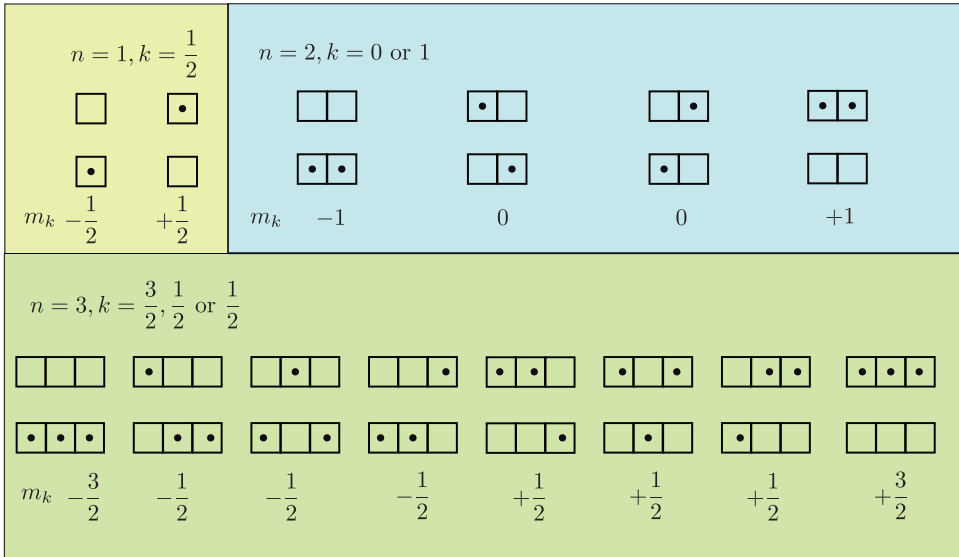 n = 1, k = 1/2
m_k −1/2 +1/2
n = 2, k = 0 or 1
m_k −1 0 0 +1
n = 3, k = 3/2, 1/2 or 1/2
m_k −3/2 −1/2 −1/2 −1/2 +1/2 +1/2 +1/2 +3/2